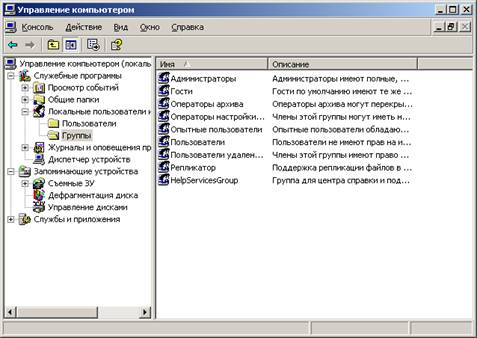 Управление компьютером
Консоль Действие Вид Окно Справка
Управление компьютером (локаль
Служебные программы
Просмотр событий
Общие папки
Локальные пользователи и
Пользователи
Группы
Журналы и оповещения пр
Диспетчер устройств
Запоминающие устройства
Съемные ЗУ
Дефрагментация диска
Управление дисками
Службы и приложения
Имя Описание
Администраторы Администраторы имеют полные, ...
Гости Гости по умолчанию имеют те же ...
Операторы архива Операторы архива могут перекры...
Операторы настройки... Члены этой группы могут иметь н...
Опытные пользователи Опытные пользователи обладаю...
Пользователи Пользователи не имеют прав на и...
Пользователи удален... Члены этой группы имеют право ...
Репликатор Поддержка репликации файлов в ...
HelpServicesGroup Группа для центра справки и под...